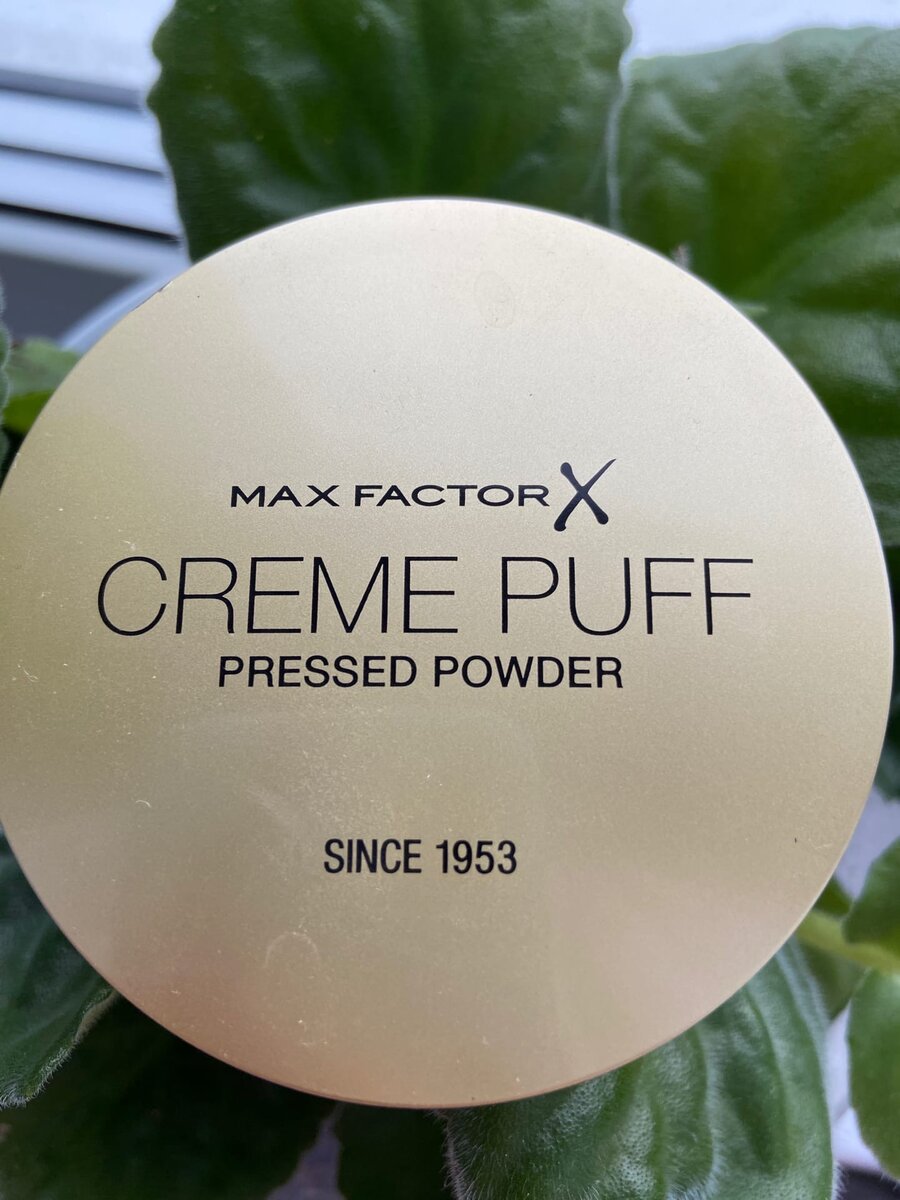 MAX FACTOR X
CREME PUFF
PRESSED POWDER
SINCE 1953